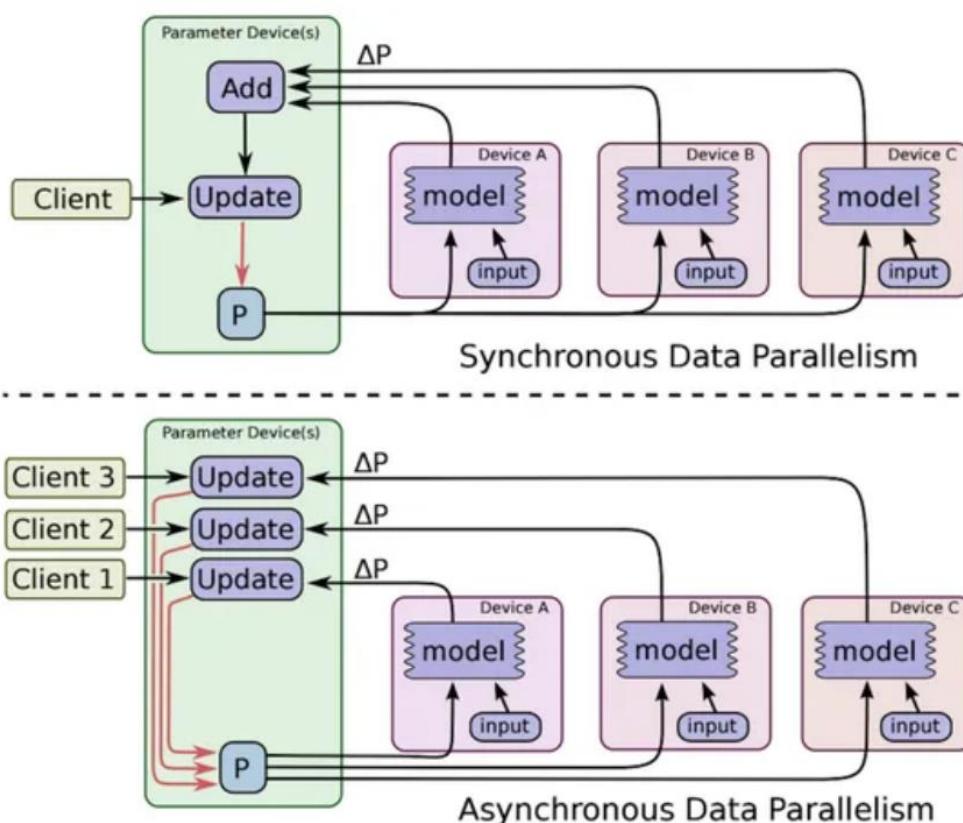 Parameter Device(s)
ΔP
Add
Device A
Device B
Device C
Client
Update
model
model
model
input
input
input
P
Synchronous Data Parallelism
Parameter Device(s)
Client 3
Update
ΔP
Client 2
Update
ΔP
Client 1
Update
ΔP
Device A
Device B
Device C
model
model
model
input
input
input
P
Asynchronous Data Parallelism